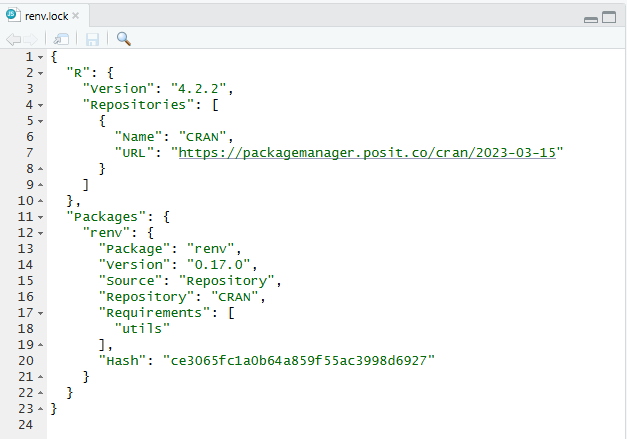 renv.lock
1 {
2   "R": {
3     "Version": "4.2.2",
4     "Repositories": [
5       {
6         "Name": "CRAN",
7         "URL": "https://packagemanager.posit.co/cran/2023-03-15"
8       }
9     ]
10   },
11   "Packages": {
12     "renv": {
13       "Package": "renv",
14       "Version": "0.17.0",
15       "Source": "Repository",
16       "Repository": "CRAN",
17       "Requirements": [
18         "utils"
19       ],
20       "Hash": "ce3065fc1a0b64a859f55ac3998d6927"
21     }
22   }
23 }
24